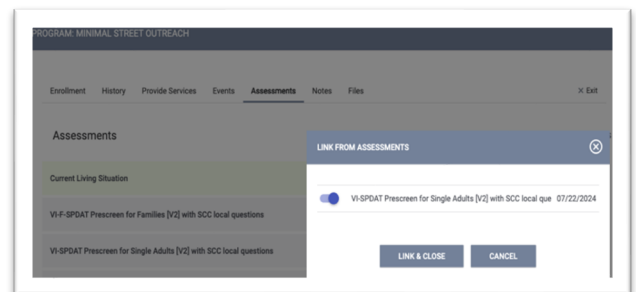 PROGRAM: MINIMAL STREET OUTREACH
Enrollment History Provide Services Events Assessments Notes Files × Exit
Assessments
LINK FROM ASSESSMENTS
Current Living Situation
VI-SPDAT Prescreen for Single Adults [V2] with SCC local que 07/22/2024
VI-F-SPDAT Prescreen for Families [V2] with SCC local questions
VI-SPDAT Prescreen for Single Adults [V2] with SCC local questions
LINK & CLOSE CANCEL